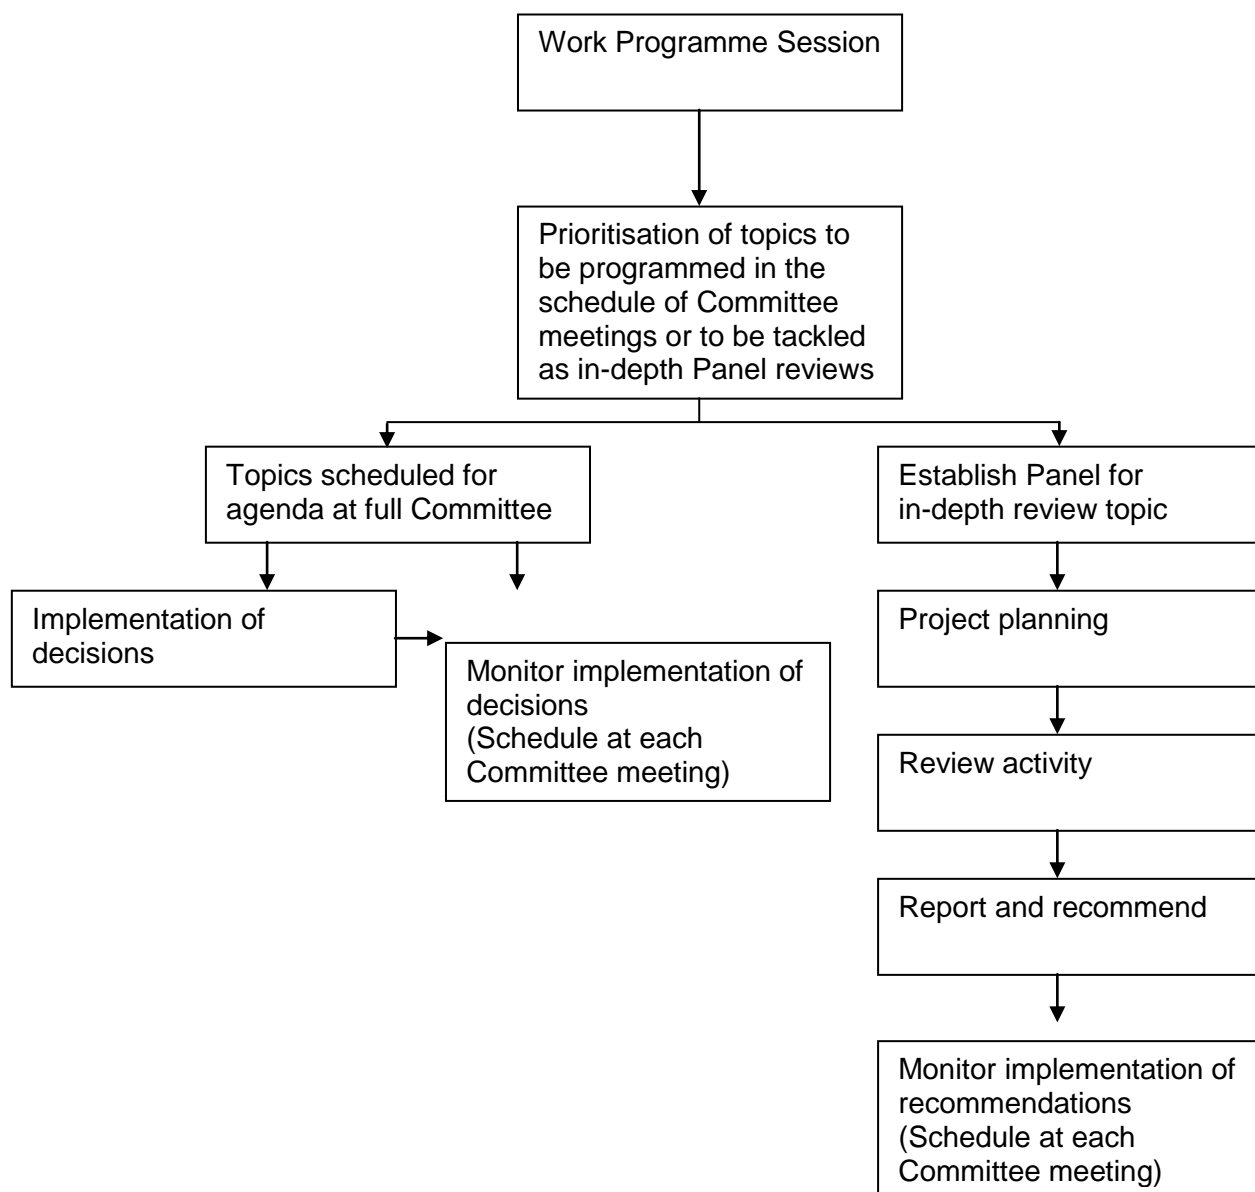 Work Programme Session
Prioritisation of topics to
be programmed in the
schedule of Committee
meetings or to be tackled
as in-depth Panel reviews
Topics scheduled for
agenda at full Committee
Establish Panel for
in-depth review topic
Implementation of
decisions
Monitor implementation of
decisions
(Schedule at each
Committee meeting)
Project planning
Review activity
Report and recommend
Monitor implementation of
recommendations
(Schedule at each
Committee meeting)